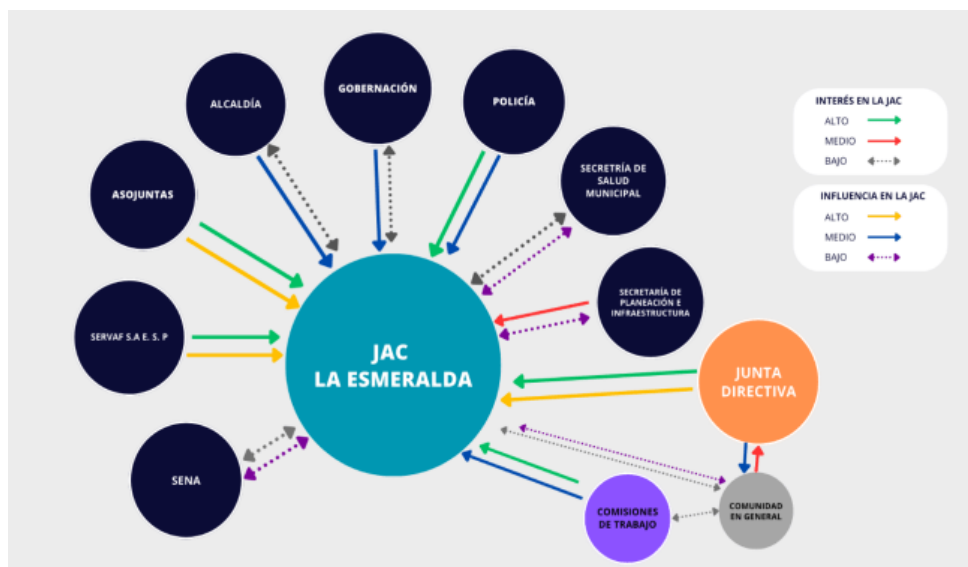 GOBERNACIÓN
ALCALDÍA
POLICÍA
INTERÉS EN LA JAC
ALTO
MEDIO
BAJO
SECRETRÍA DE
SALUD
MUNICIPAL
ASOJUNTAS
INFLUENCIA EN LA JAC
ALTO
MEDIO
BAJO
SECRETARÍA DE
PLANEACIÓN E
INFRAESTRUCTURA
SERVAF S.A E. S. P
JAC
LA ESMERALDA
JUNTA
DIRECTIVA
SENA
COMISIONES
DE TRABAJO
COMUNIDAD
EN GENERAL